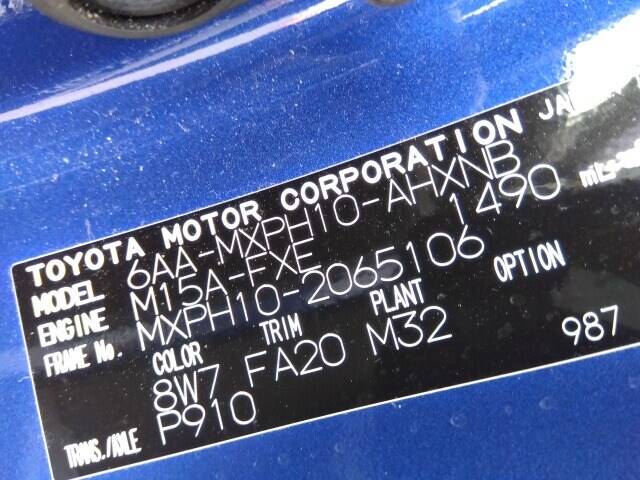 TOYOTA MOTOR CORPORATION JA
MODEL 6AA-MXPH10-AHXNB
ENGINE M15A-FXE 1490
FRAME No. MXPH10-2065106
COLOR TRIM PLANT OPTION
8W7 FA20 M32 987
TRANS./AXLE P910